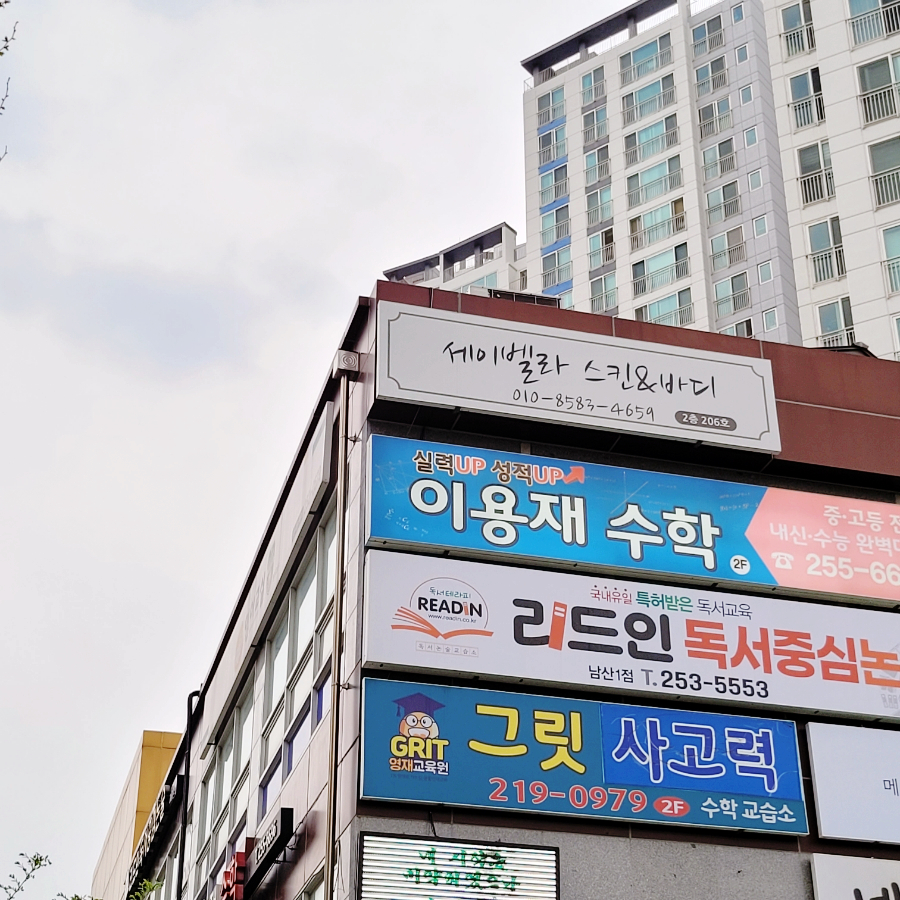 세이벨라 스킨&바디
010-8583-4659
2층 206호
실력UP 성적UP
이용재 수학
2F
중·고등 전
내신·수능 완벽
255-66
독서테라피
READiN
www.readin.co.kr
독서논술교습소
국내유일 특허받은 독서교육
리드인 독서중심논
남산1점 T.253-5553
GRIT
영재교육원
그릿 사고력
219-0979 2F 수학 교습소
메